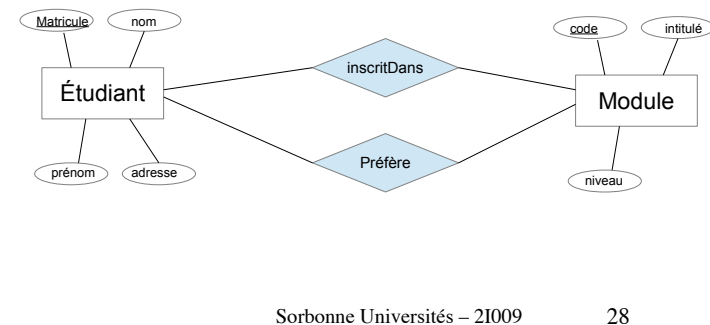 Matricule
nom
code
intitulé
inscritDans
Étudiant
Module
Préfère
prénom
adresse
niveau
Sorbonne Universités – 2I009
28